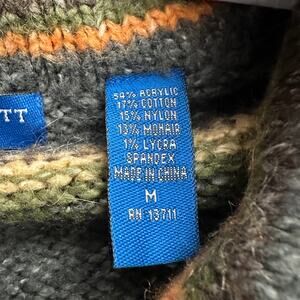 TT
54% ACRYLIC
17% COTTON
15% NYLON
13% MOHAIR
1% LYCRA
SPANDEX
MADE IN CHINA
M
RN 13711